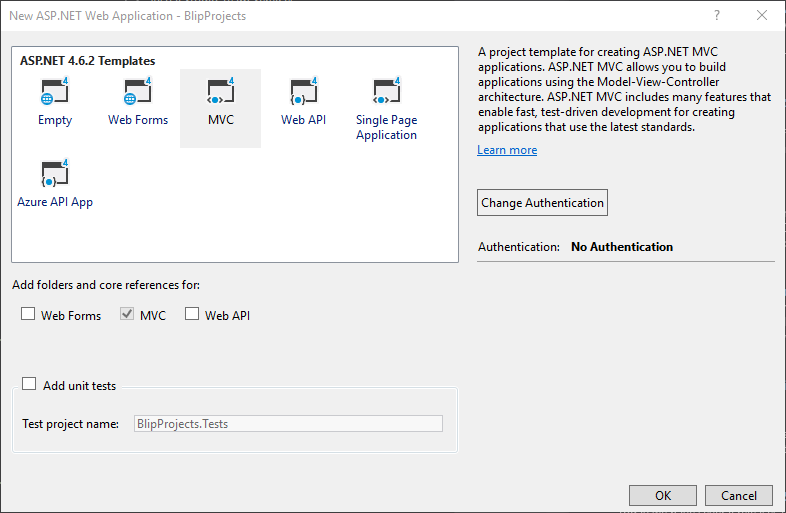 New ASP.NET Web Application - BlipProjects
?
ASP.NET 4.6.2 Templates
4 4 4 4 4
Empty Web Forms MVC Web API Single Page
Application
4
Azure API App
A project template for creating ASP.NET MVC
applications. ASP.NET MVC allows you to build
applications using the Model-View-Controller
architecture. ASP.NET MVC includes many features that
enable fast, test-driven development for creating
applications that use the latest standards.
Learn more
Change Authentication
Authentication: No Authentication
Add folders and core references for:
Web Forms MVC Web API
Add unit tests
Test project name: BlipProjects.Tests
OK Cancel